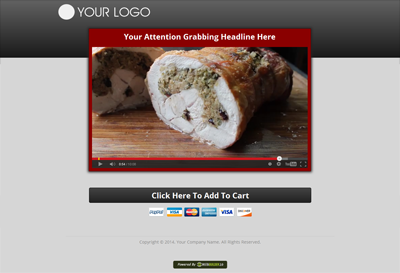 YOUR LOGO
Your Attention Grabbing Headline Here
YouTube
Click Here To Add To Cart
PayPal VISA VISA DISCOVER
Copyright © 2014. Your Company Name. All Rights Reserved.
Powered By